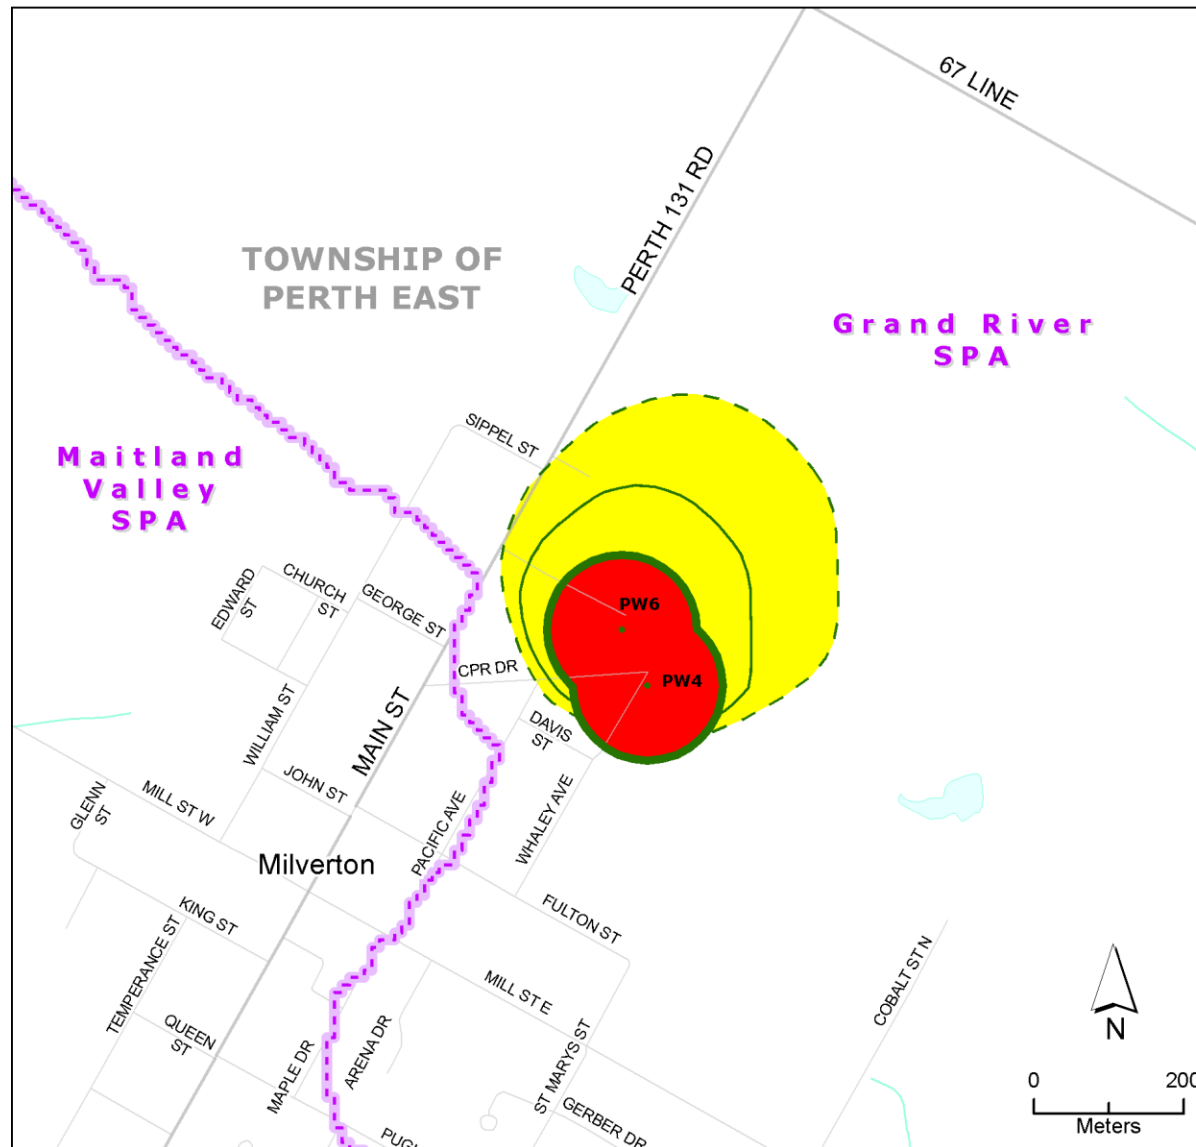 67 LINE
PERTH 131 RD
TOWNSHIP OF
PERTH EAST
Grand River
SPA
SIPPEL ST
Maitland
Valley
SPA
EDWARD
ST
CHURCH
ST
GEORGE ST
PW6
CPR DR
PW4
WILLIAM ST
MAIN ST
DAVIS
ST
JOHN ST
GLENN
ST
MILL ST W
PACIFIC AVE
WHALEY AVE
Milverton
KING ST
FULTON ST
TEMPERANCE ST
MILL ST E
COBALT ST N
QUEEN
ST
MAPLE DR
ARENA DR
ST MARYS ST
GERBER DR
N
0 200
Meters